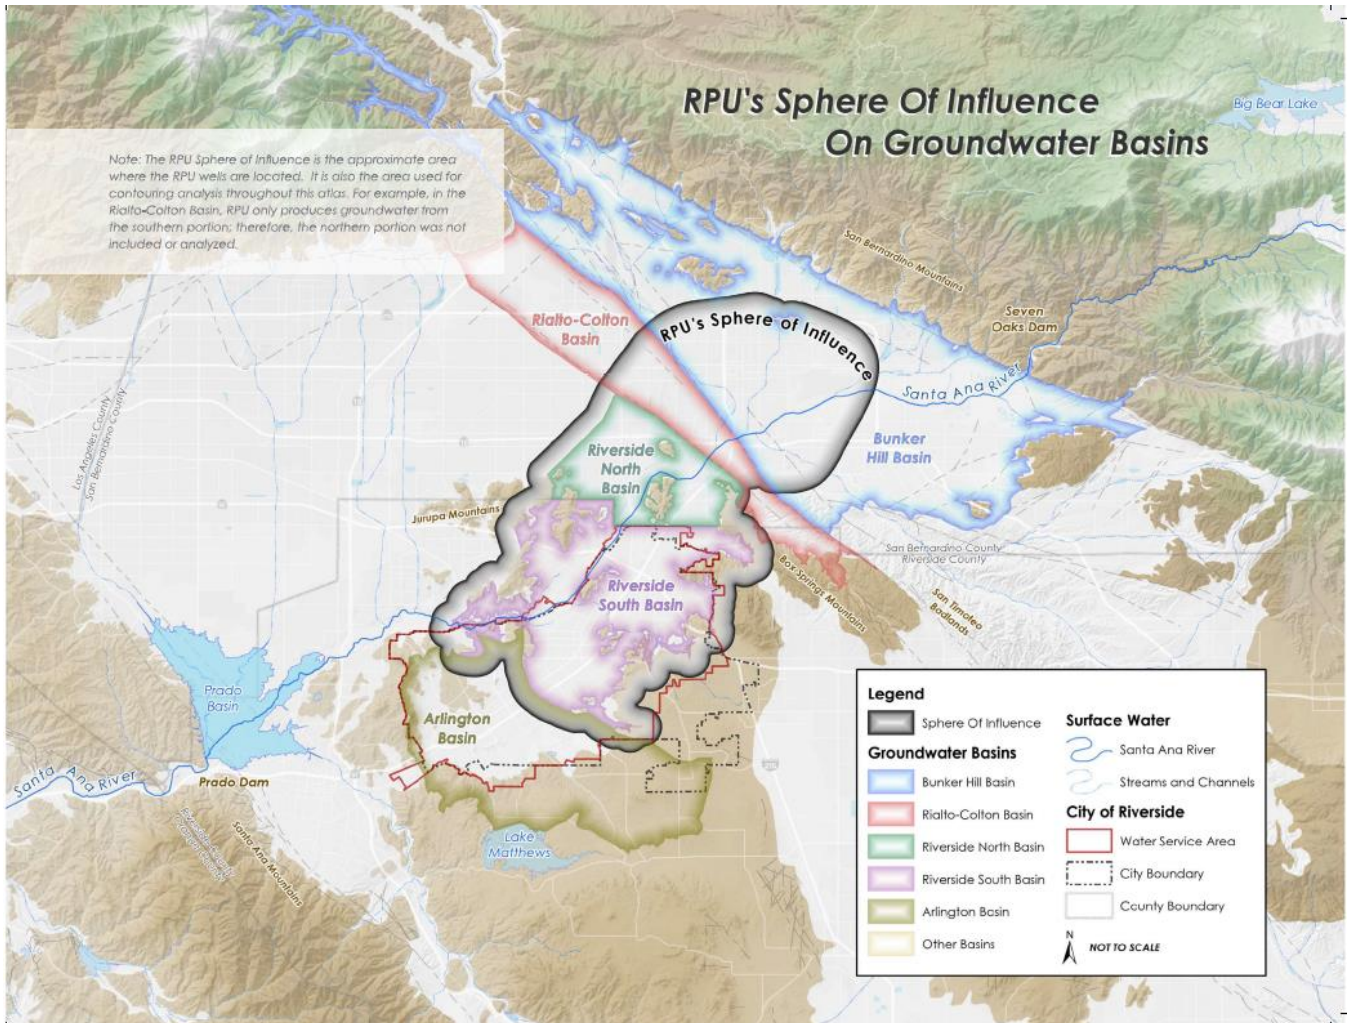 RPU's Sphere Of Influence
On Groundwater Basins
Big Bear Lake
Note: The RPU Sphere of Influence is the approximate area
where the RPU wells are located. It is also the area used for
contouring analysis throughout this atlas. For example, in the
Rialto-Colton Basin, RPU only produces groundwater from
the southern portion; therefore, the northern portion was not
included or analyzed.
San Bernardino Mountains
Seven
Oaks Dam
Rialto-Colton
Basin
RPU's Sphere of Influence
Santa Ana River
Los Angeles County
San Bernardino County
Bunker
Hill Basin
Riverside
North
Basin
Jurupa Mountains
San Bernardino County
Riverside County
Box Springs Mountains
San Timoteo
Badlands
Riverside
South Basin
Prado
Basin
Arlington
Basin
Santa Ana River
Prado Dam
Santa Ana Mountains
Lake
Matthews
Legend
Sphere Of Influence
Groundwater Basins
Bunker Hill Basin
Rialto-Colton Basin
Riverside North Basin
Riverside South Basin
Arlington Basin
Other Basins
Surface Water
Santa Ana River
Streams and Channels
City of Riverside
Water Service Area
City Boundary
County Boundary
N
NOT TO SCALE